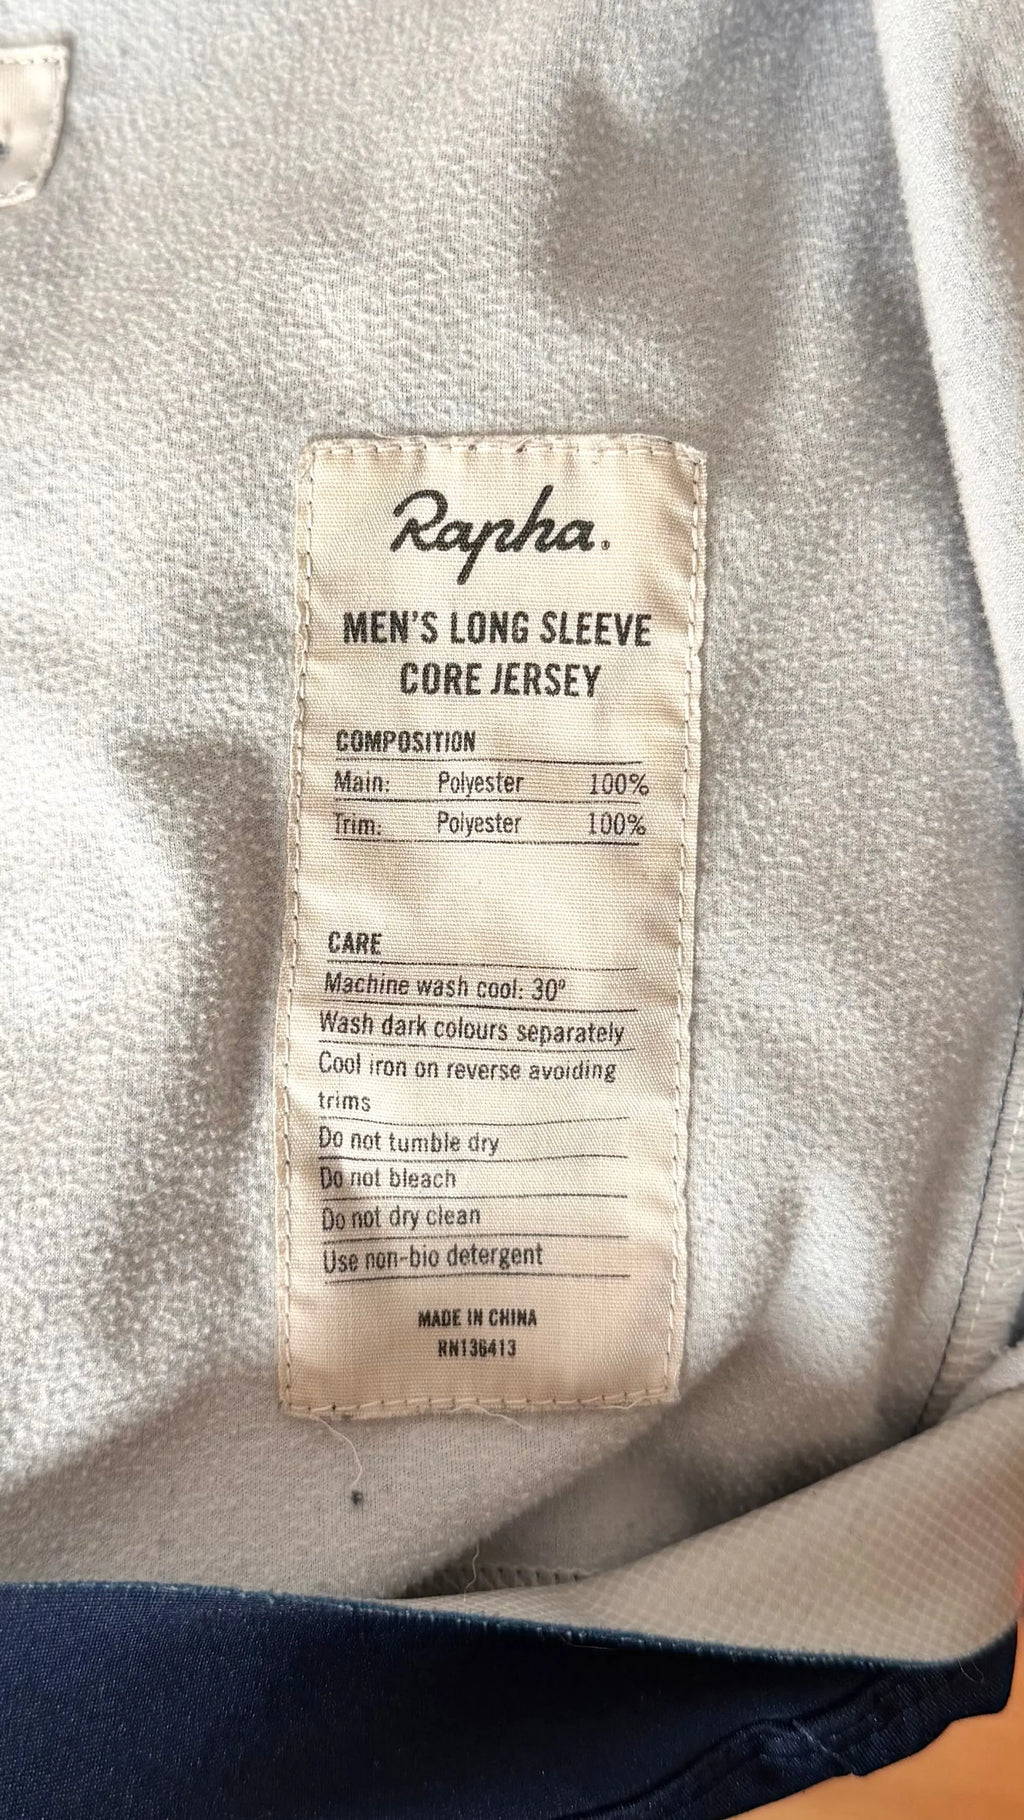 Rapha.
MEN'S LONG SLEEVE
CORE JERSEY
COMPOSITION
Main: Polyester 100%
Trim: Polyester 100%
CARE
Machine wash cool: 30º
Wash dark colours separately
Cool iron on reverse avoiding
trims
Do not tumble dry
Do not bleach
Do not dry clean
Use non-bio detergent
MADE IN CHINA
RN136413